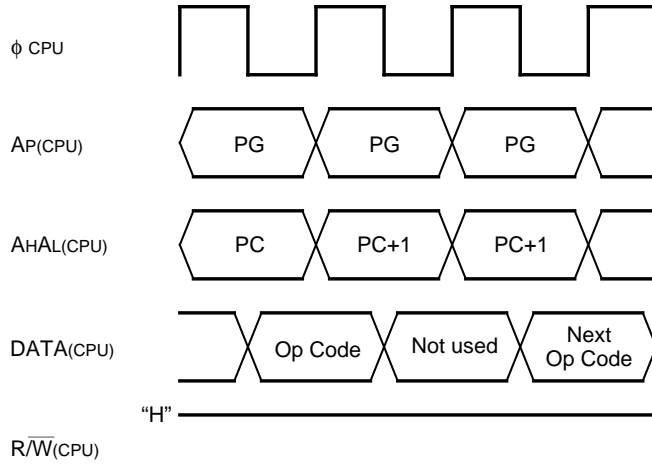 ϕ CPU
AP(CPU) PG PG PG
AHAL(CPU) PC PC+1 PC+1
DATA(CPU) Op Code Not used Next Op Code
“H”
R/W̅(CPU)